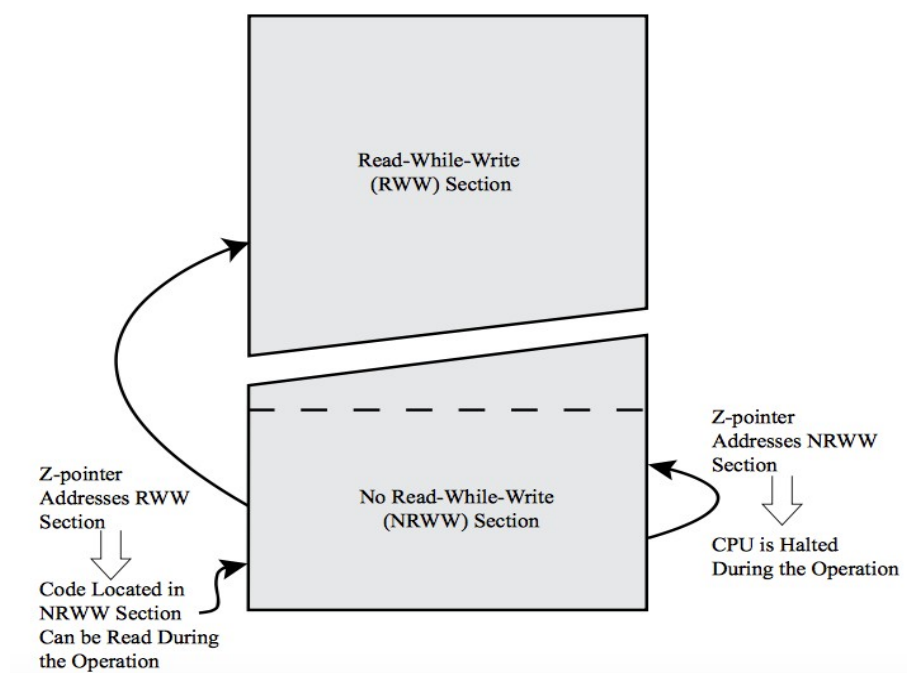 Read-While-Write
(RWW) Section
Z-pointer
Addresses NRWW
Section
Z-pointer
Addresses RWW
Section
No Read-While-Write
(NRWW) Section
CPU is Halted
During the Operation
Code Located in
NRWW Section
Can be Read During
the Operation